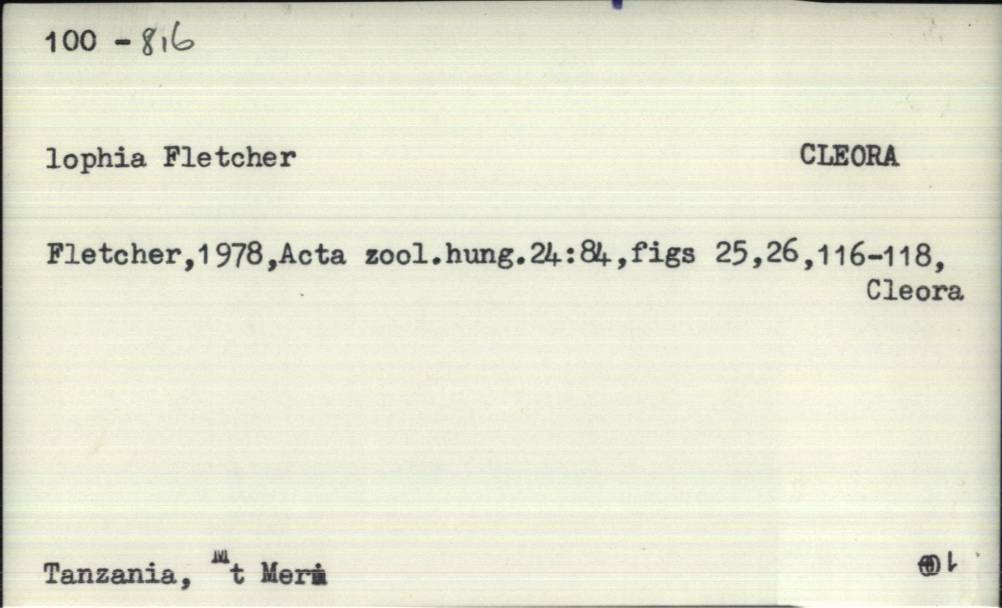 100 - 816
lophia Fletcher CLEORA
Fletcher,1978,Acta zool.hung.24:84,figs 25,26,116-118,
Cleora
Tanzania, Mt